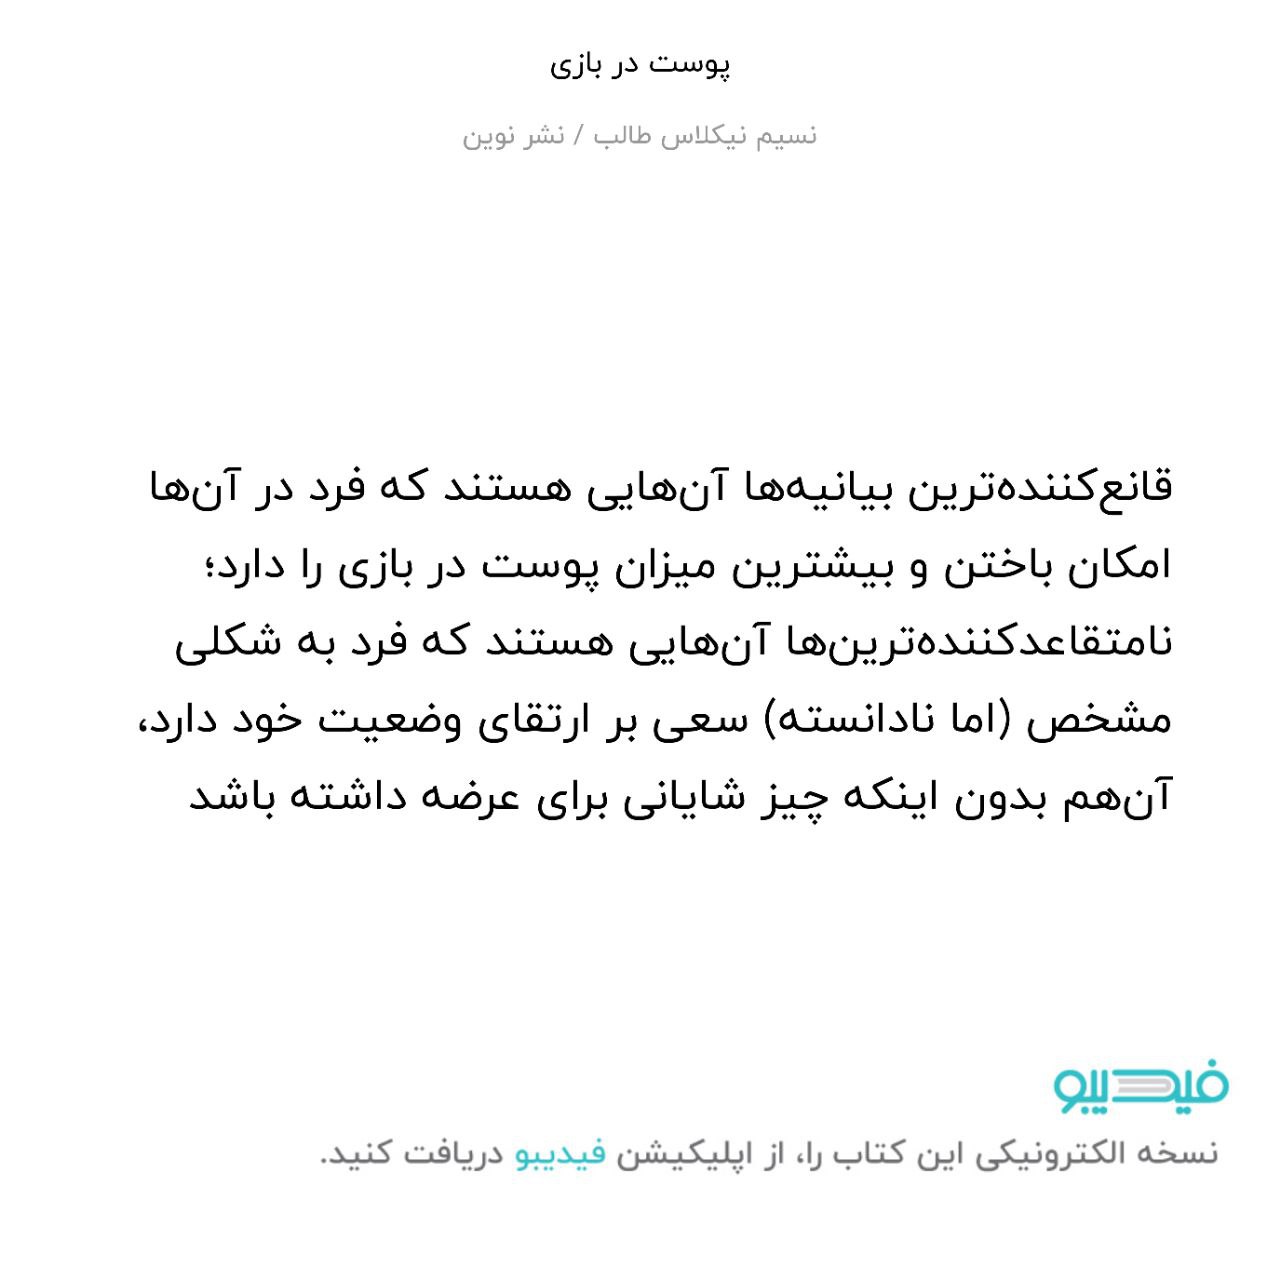 پوست در بازی
نسیم نیکلاس طالب / نشر نوین
قانع‌کننده‌ترین بیانیه‌ها آن‌هایی هستند که فرد در آن‌ها
امکان باختن و بیشترین میزان پوست در بازی را دارد؛
نامتقاعدکننده‌ترین‌ها آن‌هایی هستند که فرد به شکلی
مشخص (اما نادانسته) سعی بر ارتقای وضعیت خود دارد،
آن‌هم بدون اینکه چیز شایانی برای عرضه داشته باشد
فیدیبو
نسخه الکترونیکی این کتاب را، از اپلیکیشن فیدیبو دریافت کنید.